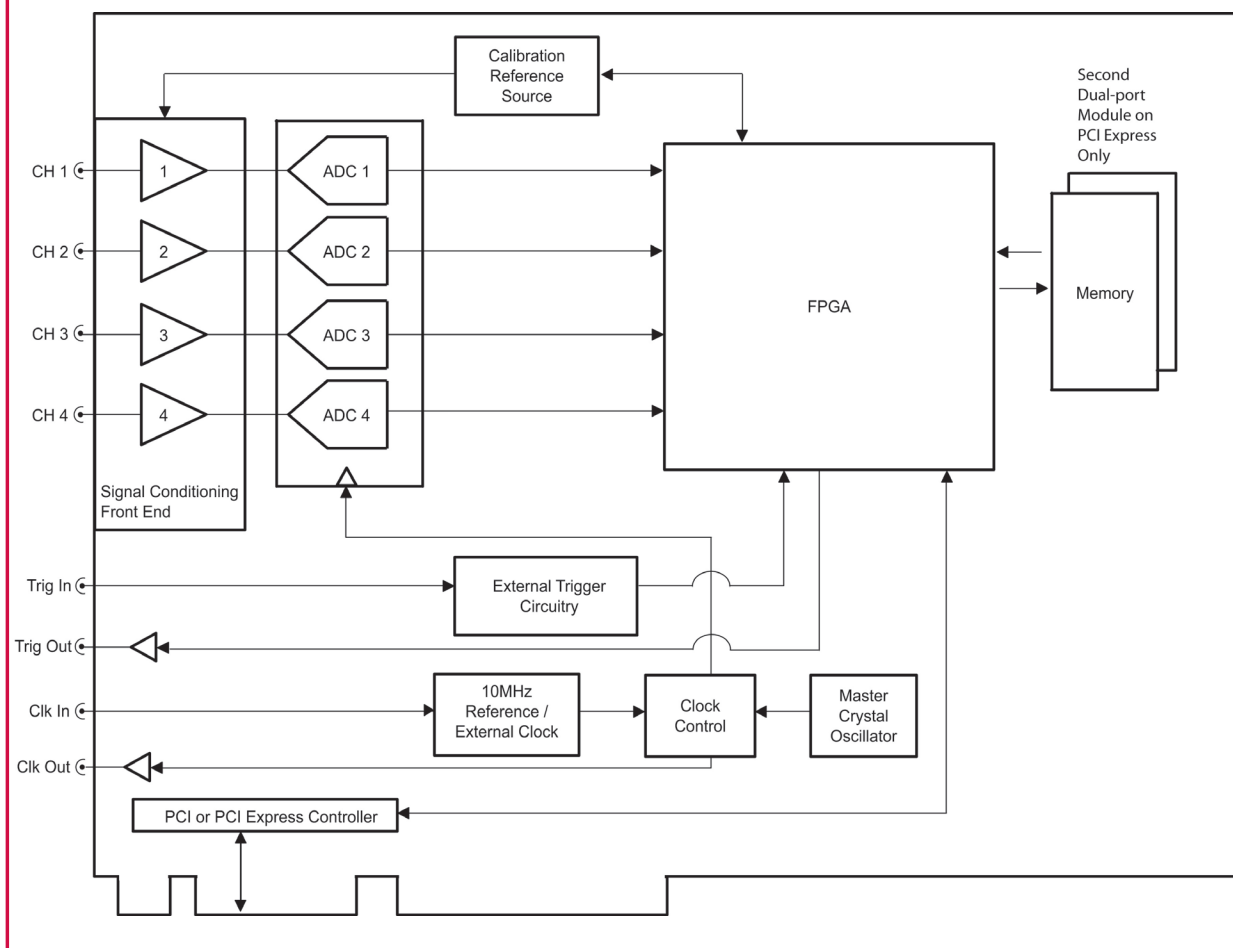 Calibration
Reference
Source
Second
Dual-port
Module on
PCI Express
Only
CH 1
1
ADC 1
CH 2
2
ADC 2
CH 3
3
ADC 3
CH 4
4
ADC 4
FPGA
Memory
Signal Conditioning
Front End
Trig In
External Trigger
Circuitry
Trig Out
Clk In
10MHz
Reference /
External Clock
Clock
Control
Master
Crystal
Oscillator
Clk Out
PCI or PCI Express Controller